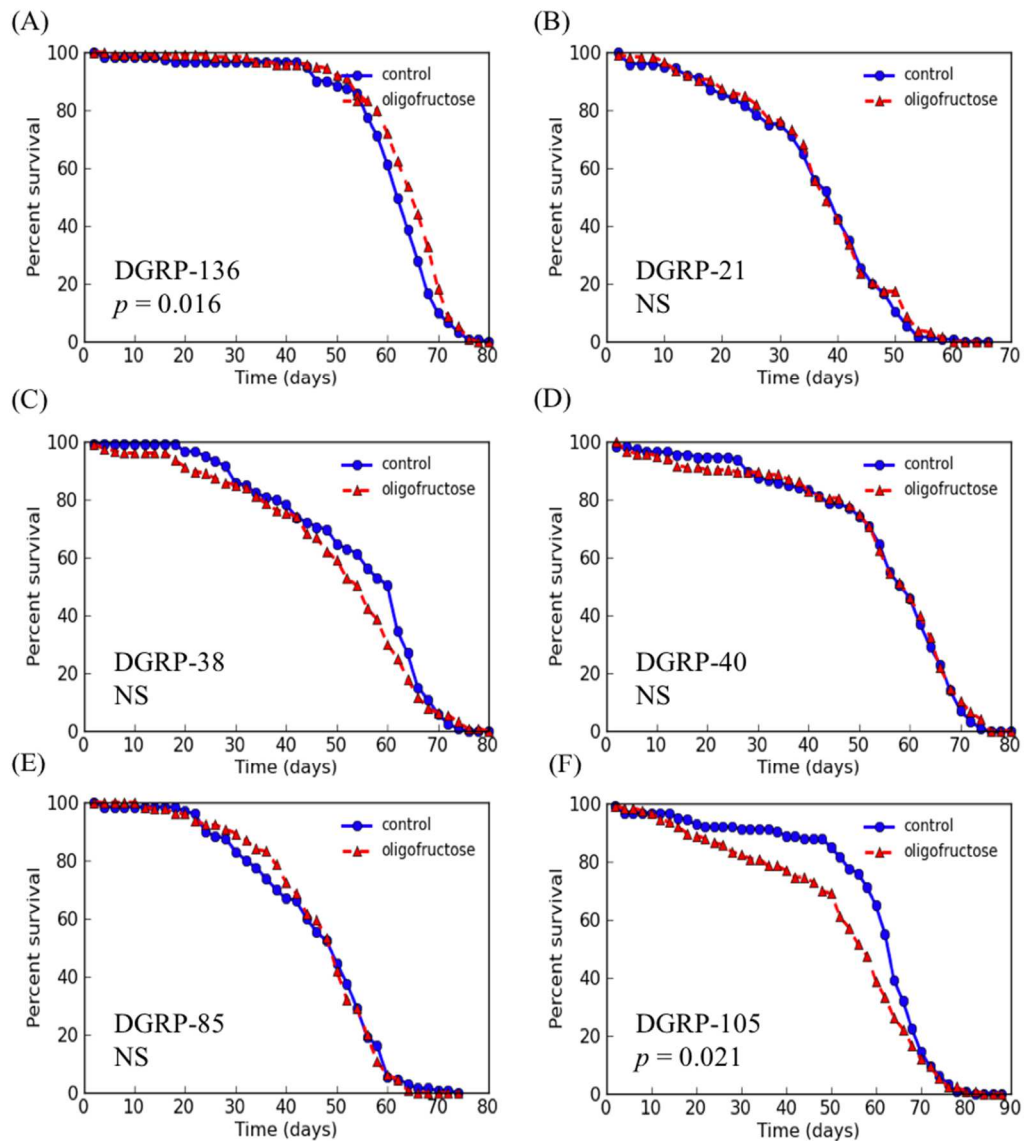 (A)
100
80
60
40
20
0
Percent survival
control
oligofructose
DGRP-136
p = 0.016
0 10 20 30 40 50 60 70 80
Time (days)
(B)
100
80
60
40
20
0
Percent survival
control
oligofructose
DGRP-21
NS
0 10 20 30 40 50 60 70
Time (days)
(C)
100
80
60
40
20
0
Percent survival
control
oligofructose
DGRP-38
NS
0 10 20 30 40 50 60 70 80
Time (days)
(D)
100
80
60
40
20
0
Percent survival
control
oligofructose
DGRP-40
NS
0 10 20 30 40 50 60 70 80
Time (days)
(E)
100
80
60
40
20
0
Percent survival
control
oligofructose
DGRP-85
NS
0 10 20 30 40 50 60 70 80
Time (days)
(F)
100
80
60
40
20
0
Percent survival
control
oligofructose
DGRP-105
p = 0.021
0 10 20 30 40 50 60 70 80 90
Time (days)